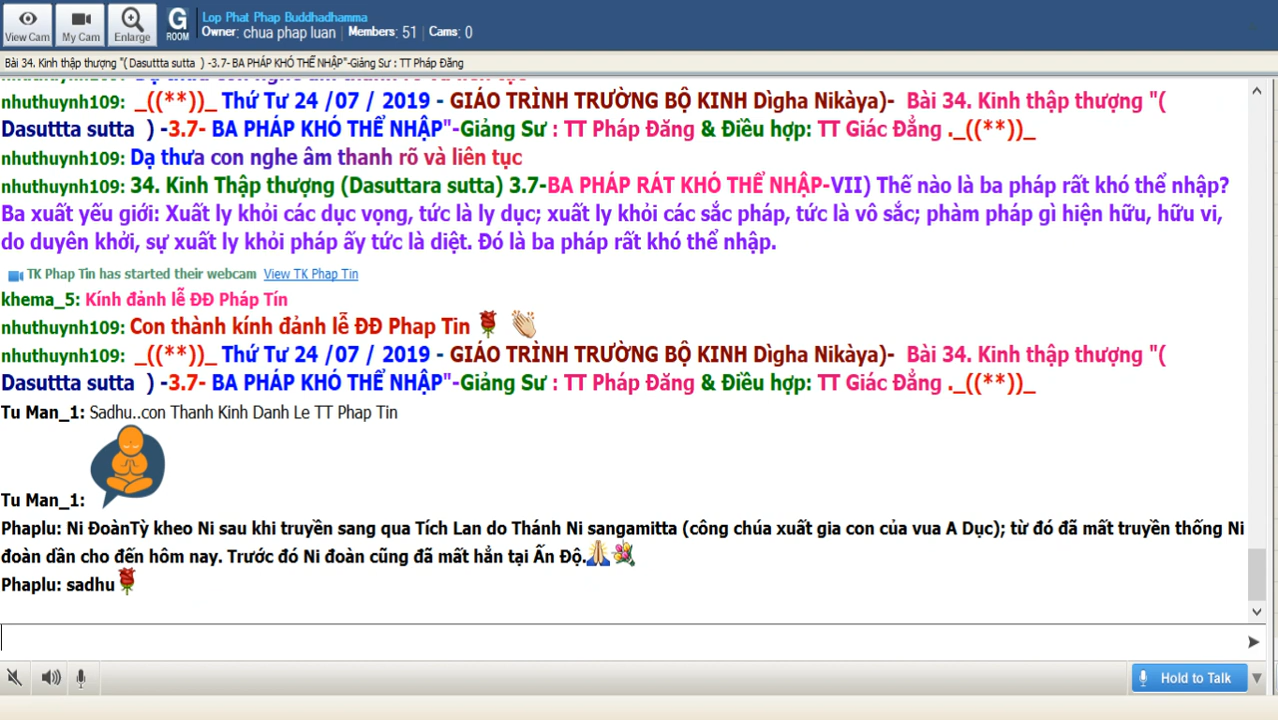 View Cam
My Cam
Enlarge
G
ROOM
Lop Phat Phap Buddhadhamma
Owner: chua phap luan | Members: 51 | Cams: 0
Bài 34. Kinh thập thượng "( Dasuttta sutta ) -3.7- BA PHÁP KHÓ THỂ NHẬP"-Giảng Sư : TT Pháp Đăng
nhuthuynh109: _((**))_ Thứ Tư 24 /07 / 2019 - GIÁO TRÌNH TRƯỜNG BỘ KINH Dìgha Nikàya)- Bài 34. Kinh thập thượng "(
Dasuttta sutta ) -3.7- BA PHÁP KHÓ THỂ NHẬP"-Giảng Sư : TT Pháp Đăng & Điều hợp: TT Giác Đẳng ._((**))_
nhuthuynh109: Dạ thưa con nghe âm thanh rõ và liên tục
nhuthuynh109: 34. Kinh Thập thượng (Dasuttara sutta) 3.7-BA PHÁP RÁT KHÓ THỂ NHẬP-VII) Thế nào là ba pháp rất khó thể nhập?
Ba xuất yếu giới: Xuất ly khỏi các dục vọng, tức là ly dục; xuất ly khỏi các sắc pháp, tức là vô sắc; phàm pháp gì hiện hữu, hữu vi,
do duyên khởi, sự xuất ly khỏi pháp ấy tức là diệt. Đó là ba pháp rất khó thể nhập.
TK Phap Tin has started their webcam View TK Phap Tin
khema_5: Kính đảnh lễ ĐĐ Pháp Tín
nhuthuynh109: Con thành kính đảnh lễ ĐĐ Phap Tin
nhuthuynh109: _((**))_ Thứ Tư 24 /07 / 2019 - GIÁO TRÌNH TRƯỜNG BỘ KINH Dìgha Nikàya)- Bài 34. Kinh thập thượng "(
Dasuttta sutta ) -3.7- BA PHÁP KHÓ THỂ NHẬP"-Giảng Sư : TT Pháp Đăng & Điều hợp: TT Giác Đẳng ._((**))_
Tu Man_1: Sadhu..con Thanh Kinh Danh Le TT Phap Tin
Tu Man_1:
Phaplu: Ni ĐoànTỳ kheo Ni sau khi truyền sang qua Tích Lan do Thánh Ni sangamitta (công chúa xuất gia con của vua A Dục); từ đó đã mất truyền thống Ni
đoàn dần cho đến hôm nay. Trước đó Ni đoàn cũng đã mất hẳn tại Ấn Độ.
Phaplu: sadhu
Hold to Talk